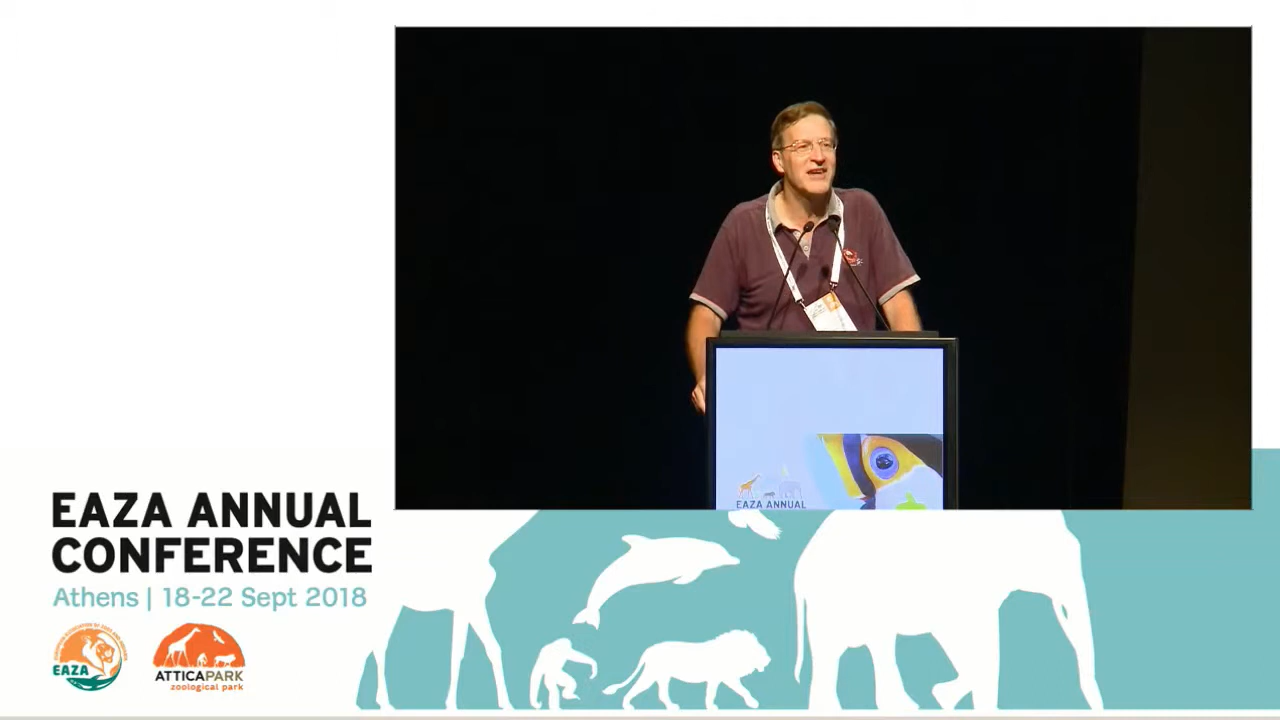 EAZA ANNUAL
EAZA ANNUAL
CONFERENCE
Athens | 18-22 Sept 2018
EAZA
ATTICAPARK
zoological park